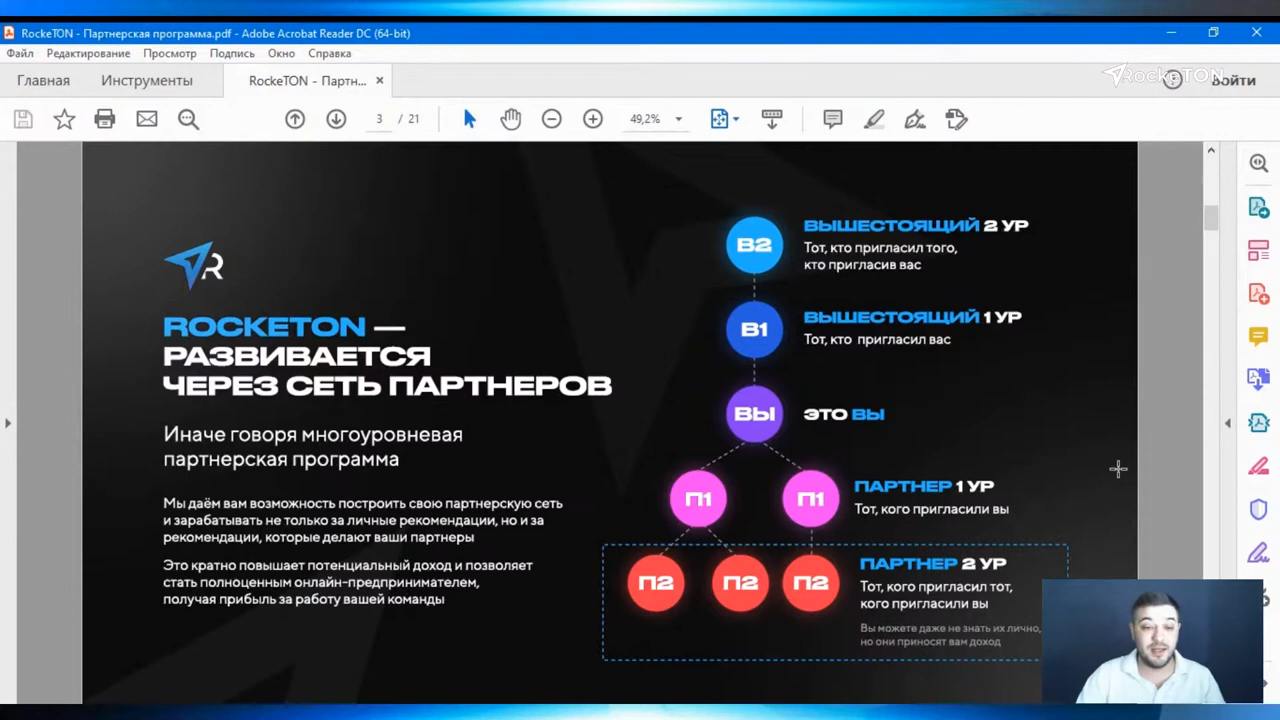 RockeTON - Партнерская программа.pdf - Adobe Acrobat Reader DC (64-bit)
Файл Редактирование Просмотр Подпись Окно Справка
Главная Инструменты RockeTON - Партн... ×
RockeTON
Войти
3 / 21 49,2%
R
ROCKETON —
РАЗВИВАЕТСЯ
ЧЕРЕЗ СЕТЬ ПАРТНЕРОВ
Иначе говоря многоуровневая
партнерская программа
Мы даём вам возможность построить свою партнерскую сеть
и зарабатывать не только за личные рекомендации, но и за
рекомендации, которые делают ваши партнеры
Это кратно повышает потенциальный доход и позволяет
стать полноценным онлайн-предпринимателем,
получая прибыль за работу вашей команды
В2
ВЫШЕСТОЯЩИЙ 2 УР
Тот, кто пригласил того,
кто пригласив вас
В1
ВЫШЕСТОЯЩИЙ 1 УР
Тот, кто пригласил вас
ВЫ
ЭТО ВЫ
П1 П1
ПАРТНЕР 1 УР
Тот, кого пригласили вы
П2 П2 П2
ПАРТНЕР 2 УР
Тот, кого пригласил тот,
кого пригласили вы
Вы можете даже не знать их лично,
но они приносят вам доход